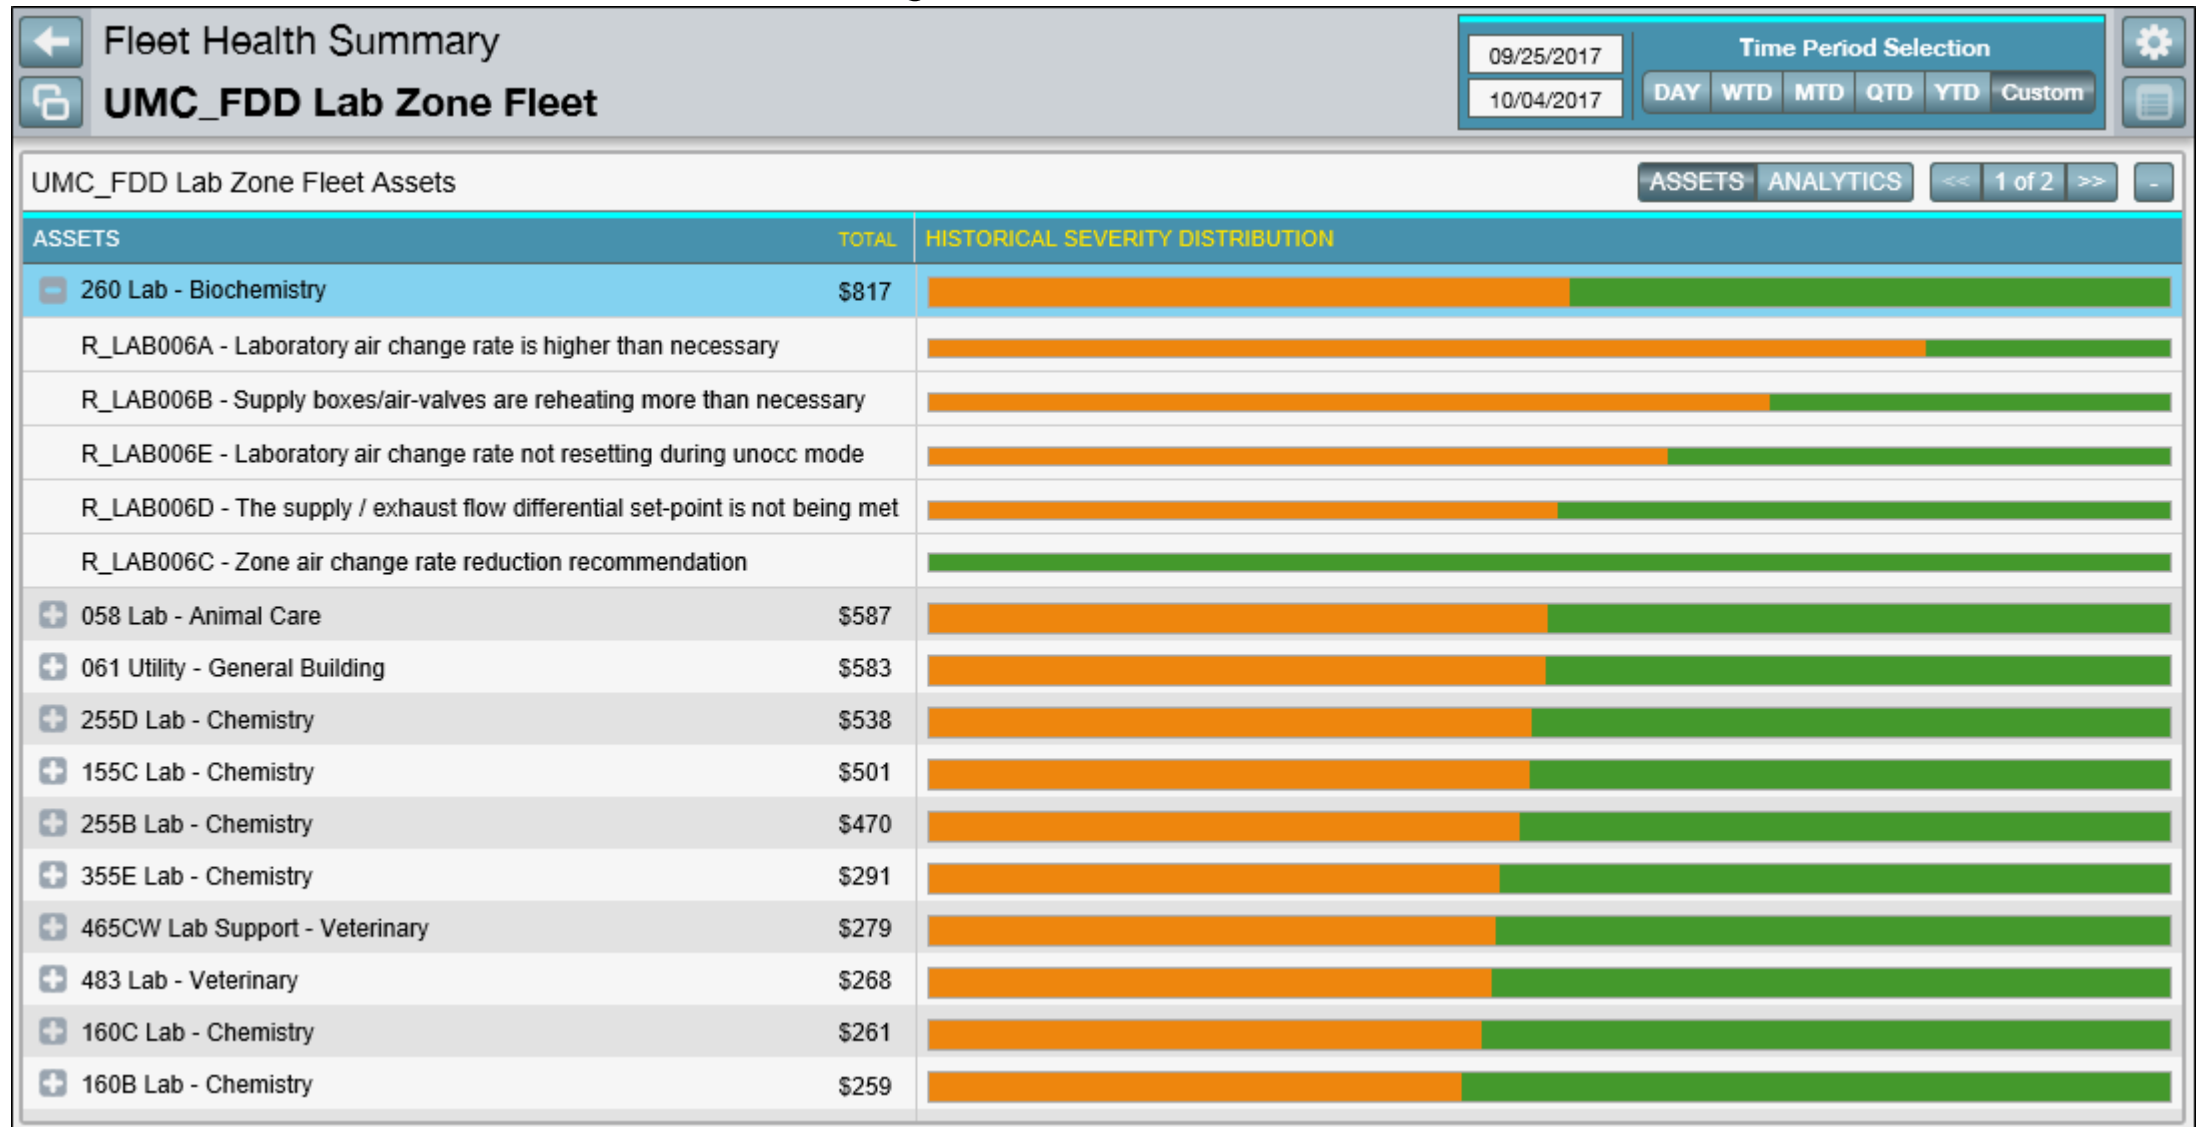 Fleet Health Summary
UMC_FDD Lab Zone Fleet
09/25/2017
10/04/2017
Time Period Selection
DAY WTD MTD QTD YTD Custom
UMC_FDD Lab Zone Fleet Assets
ASSETS ANALYTICS << 1 of 2 >> -
ASSETS TOTAL HISTORICAL SEVERITY DISTRIBUTION
260 Lab - Biochemistry $817
R_LAB006A - Laboratory air change rate is higher than necessary
R_LAB006B - Supply boxes/air-valves are reheating more than necessary
R_LAB006E - Laboratory air change rate not resetting during unocc mode
R_LAB006D - The supply / exhaust flow differential set-point is not being met
R_LAB006C - Zone air change rate reduction recommendation
058 Lab - Animal Care $587
061 Utility - General Building $583
255D Lab - Chemistry $538
155C Lab - Chemistry $501
255B Lab - Chemistry $470
355E Lab - Chemistry $291
465CW Lab Support - Veterinary $279
483 Lab - Veterinary $268
160C Lab - Chemistry $261
160B Lab - Chemistry $259